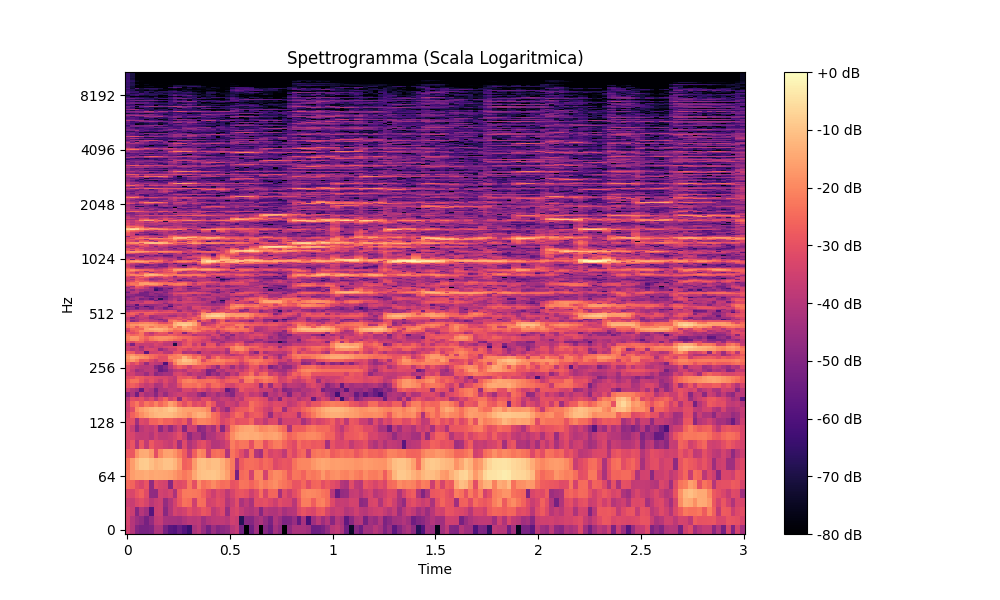 Spettrogramma (Scala Logaritmica)
Hz
8192
4096
2048
1024
512
256
128
64
0
0
0.5
1
1.5
2
2.5
3
Time
+0 dB
-10 dB
-20 dB
-30 dB
-40 dB
-50 dB
-60 dB
-70 dB
-80 dB